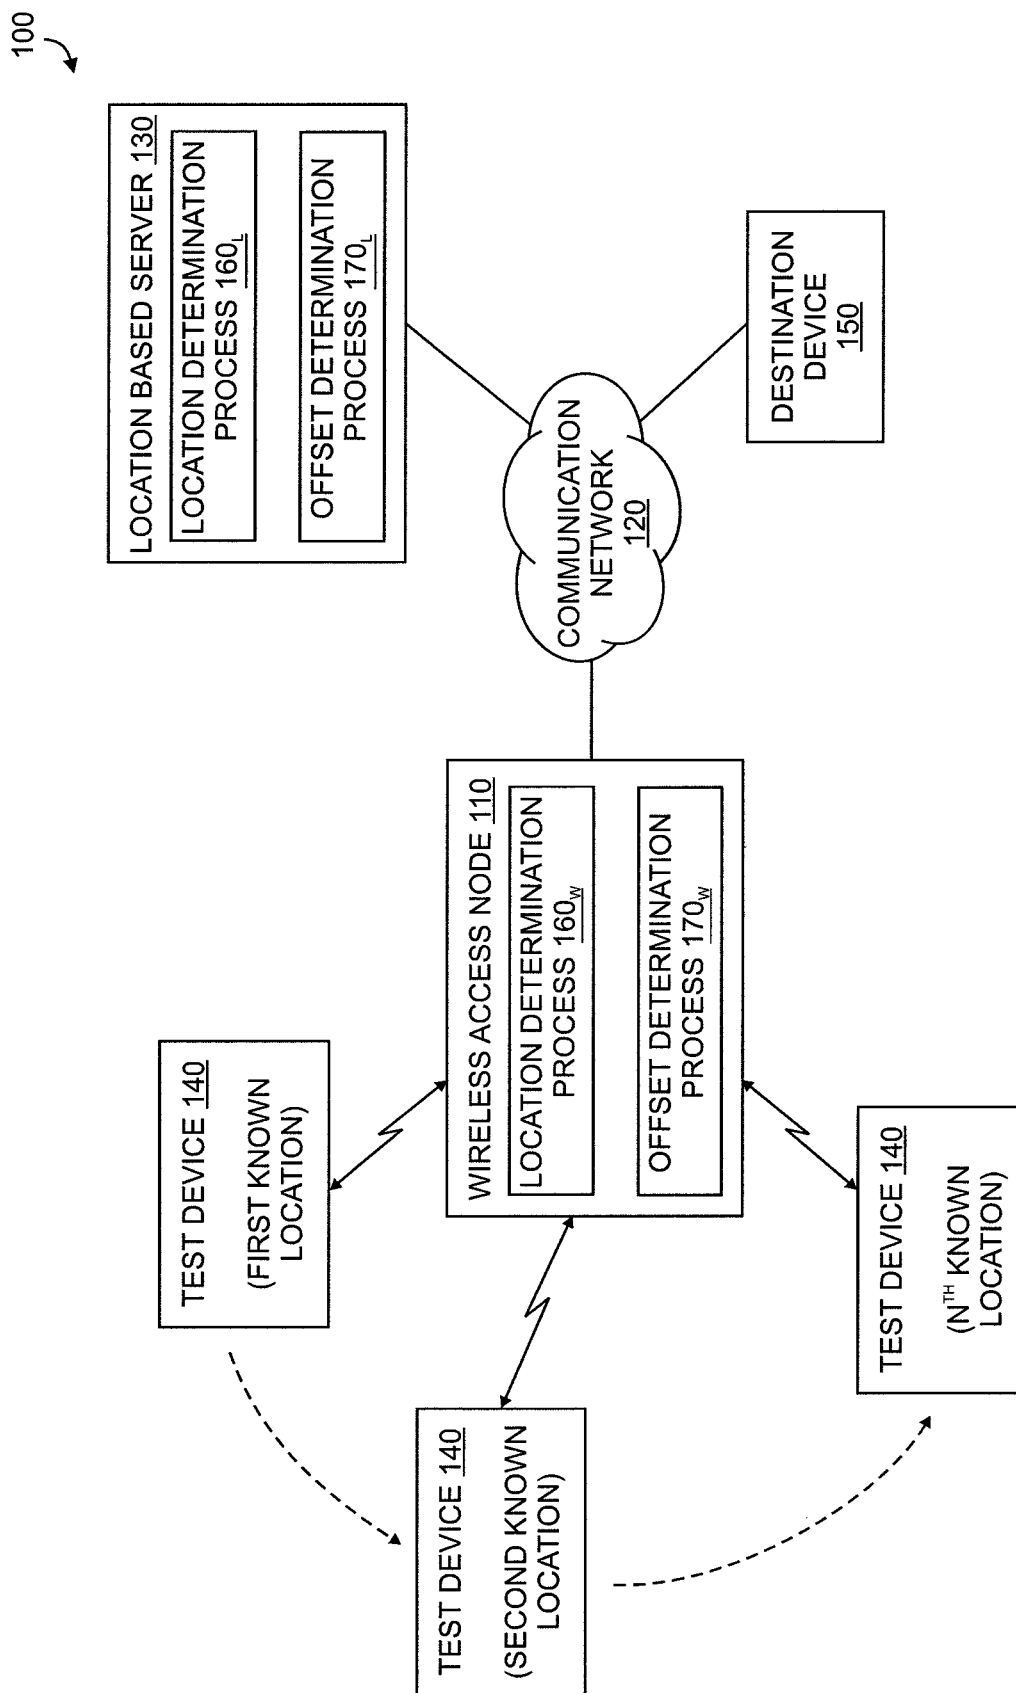 100
LOCATION BASED SERVER 130
LOCATION DETERMINATION
PROCESS 160L
OFFSET DETERMINATION
PROCESS 170L
TEST DEVICE 140
(FIRST KNOWN
LOCATION)
WIRELESS ACCESS NODE 110
LOCATION DETERMINATION
PROCESS 160W
OFFSET DETERMINATION
PROCESS 170W
COMMUNICATION
NETWORK
120
TEST DEVICE 140
(SECOND KNOWN
LOCATION)
DESTINATION
DEVICE
150
TEST DEVICE 140
(NTH KNOWN
LOCATION)